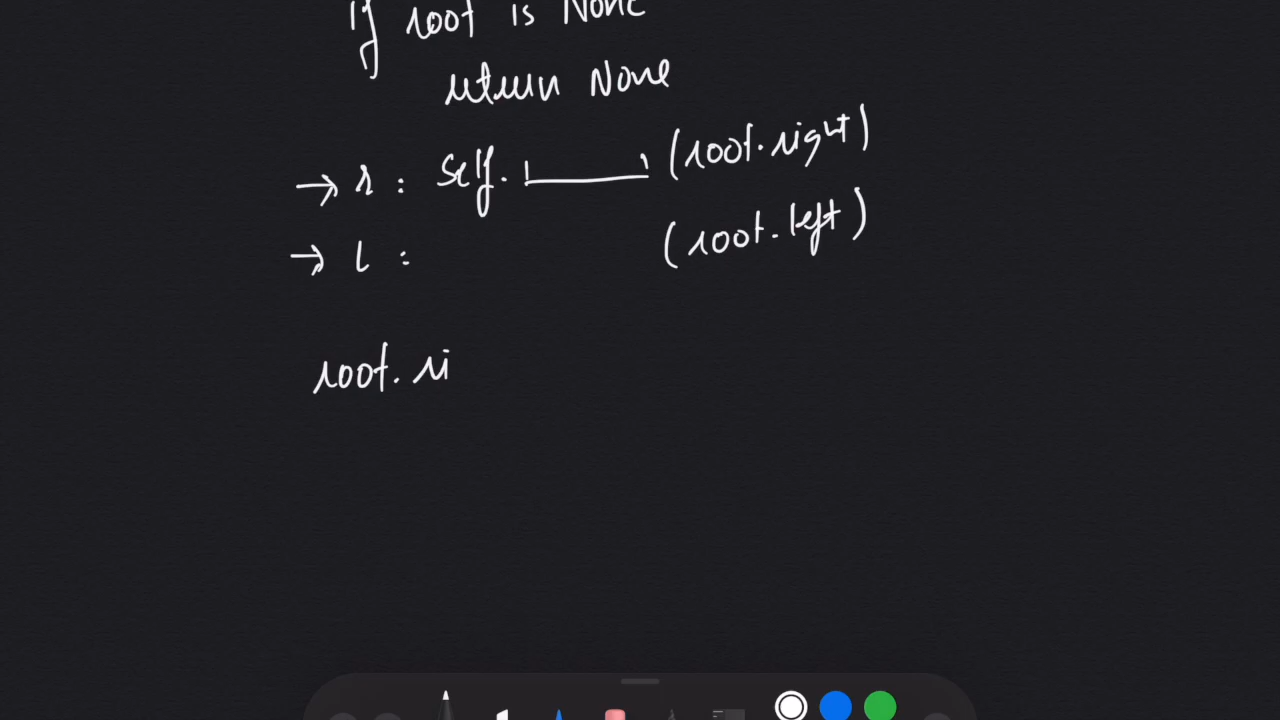 if root is None
return None
→ r : Self. (root.right)
→ l : (root.left)
root.ri